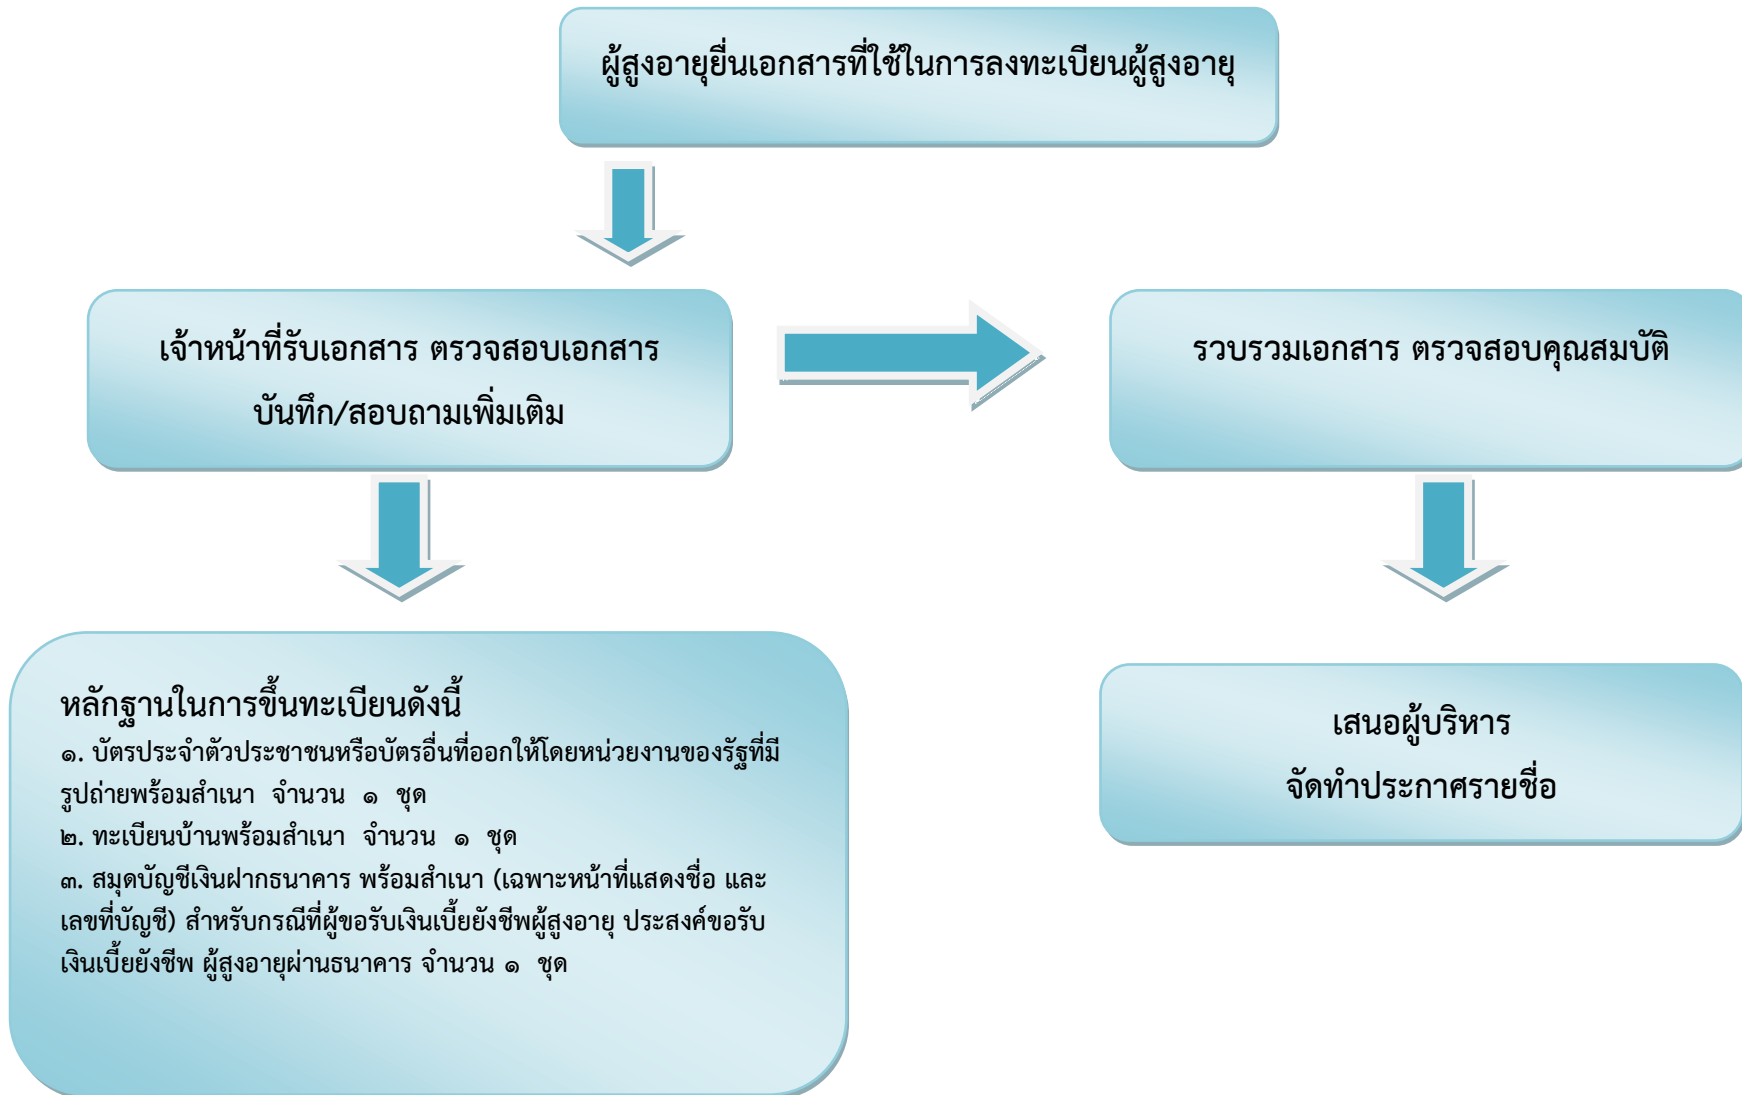 ผู้สูงอายุยื่นเอกสารที่ใช้ในการลงทะเบียนผู้สูงอายุ
เจ้าหน้าที่รับเอกสาร ตรวจสอบเอกสาร
บันทึก/สอบถามเพิ่มเติม
รวบรวมเอกสาร ตรวจสอบคุณสมบัติ
หลักฐานในการขึ้นทะเบียนดังนี้
๑. บัตรประจำตัวประชาชนหรือบัตรอื่นที่ออกให้โดยหน่วยงานของรัฐที่มี
รูปถ่ายพร้อมสำเนา จำนวน ๑ ชุด
๒. ทะเบียนบ้านพร้อมสำเนา จำนวน ๑ ชุด
๓. สมุดบัญชีเงินฝากธนาคาร พร้อมสำเนา (เฉพาะหน้าที่แสดงชื่อ และ
เลขที่บัญชี) สำหรับกรณีที่ผู้ขอรับเงินเบี้ยยังชีพผู้สูงอายุ ประสงค์ขอรับ
เงินเบี้ยยังชีพ ผู้สูงอายุผ่านธนาคาร จำนวน ๑ ชุด
เสนอผู้บริหาร
จัดทำประกาศรายชื่อ